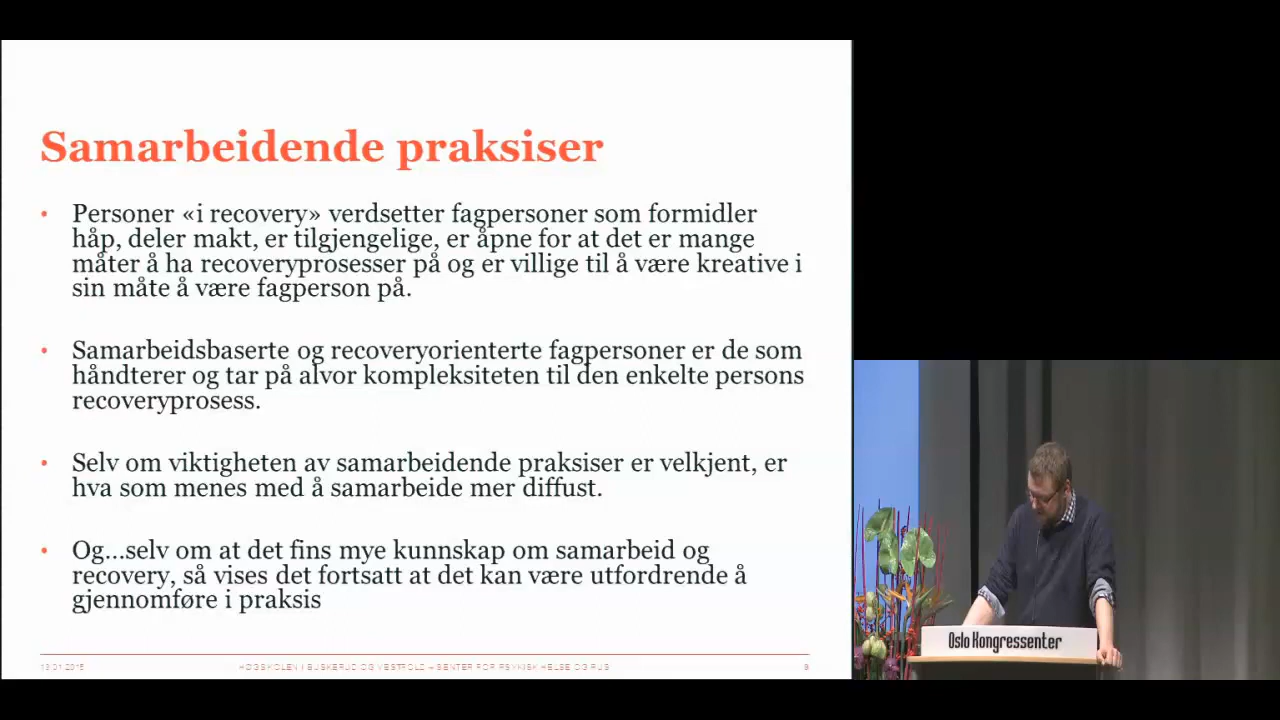 Samarbeidende praksiser
• Personer «i recovery» verdsetter fagpersoner som formidler
håp, deler makt, er tilgjengelige, er åpne for at det er mange
måter å ha recoveryprosesser på og er villige til å være kreative i
sin måte å være fagperson på.
• Samarbeidsbaserte og recoveryorienterte fagpersoner er de som
håndterer og tar på alvor kompleksiteten til den enkelte persons
recoveryprosess.
• Selv om viktigheten av samarbeidende praksiser er velkjent, er
hva som menes med å samarbeide mer diffust.
• Og...selv om at det fins mye kunnskap om samarbeid og
recovery, så vises det fortsatt at det kan være utfordrende å
gjennomføre i praksis
13.01.2015 HØGSKOLEN I BUSKERUD OG VESTFOLD – SENTER FOR PSYKISK HELSE OG RUS 9
Oslo Kongressenter